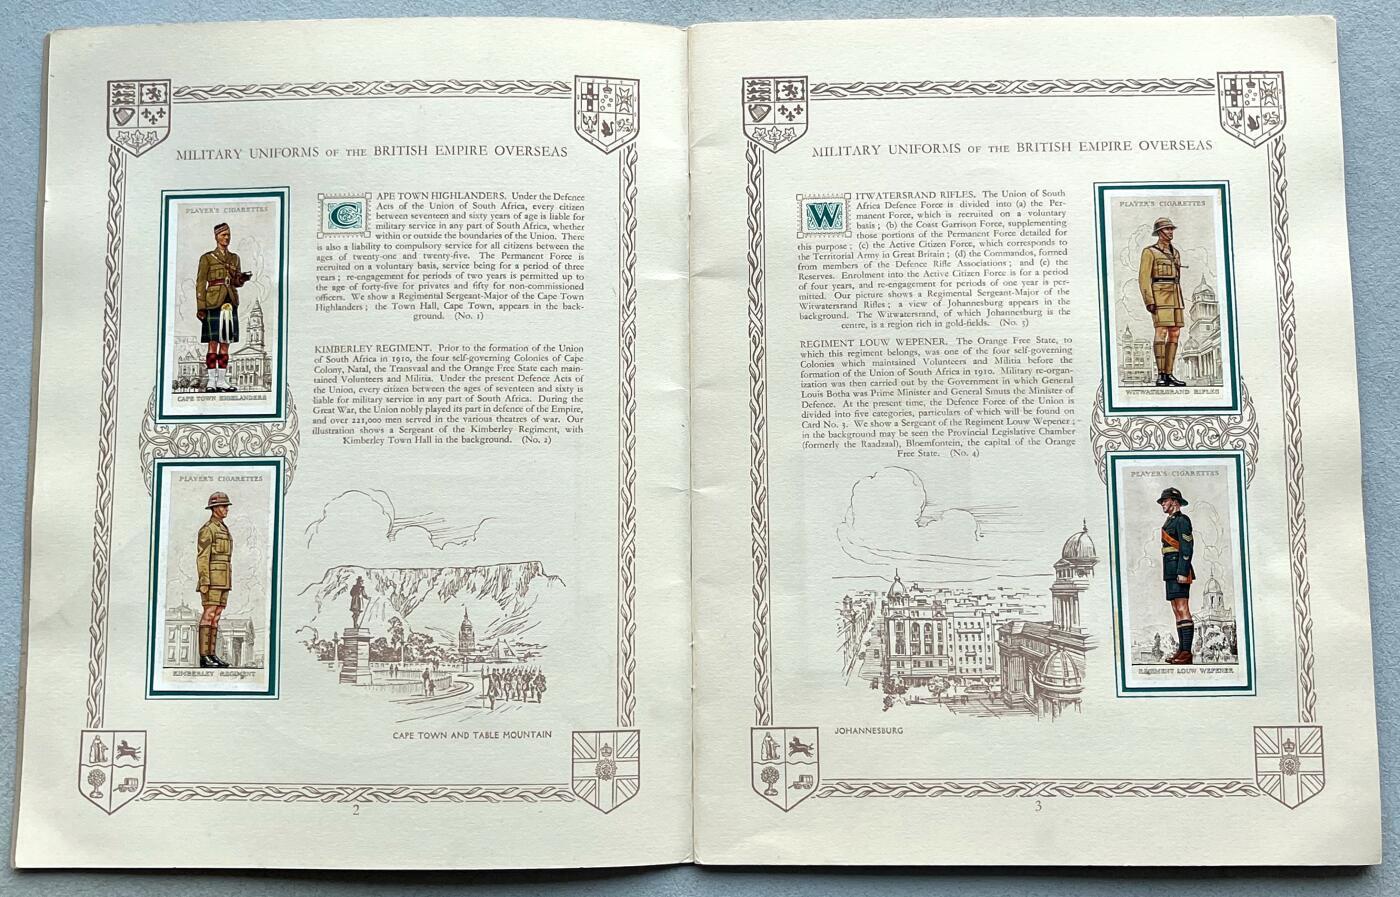 MILITARY UNIFORMS OF THE BRITISH EMPIRE OVERSEAS
PLAYER'S CIGARETTES
CAPE TOWN HIGHLANDERS
CAPE TOWN HIGHLANDERS. Under the Defence
Acts of the Union of South Africa, every citizen
between seventeen and sixty years of age is liable for
military service in any part of South Africa, whether
within or outside the boundaries of the Union. There
is also a liability to compulsory service for all citizens between the
ages of twenty-one and twenty-five. The Permanent Force is
recruited on a voluntary basis, service being for a period of three
years; re-engagement for periods of two years is permitted up to
the age of forty-five for privates and fifty for non-commissioned
officers. We show a Regimental Sergeant-Major of the Cape Town
Highlanders; the Town Hall, Cape Town, appears in the back-
ground. (No. 1)
KIMBERLEY REGIMENT. Prior to the formation of the Union
of South Africa in 1910, the four self-governing Colonies of Cape
Colony, Natal, the Transvaal and the Orange Free State each main-
tained Volunteers and Militia. Under the present Defence Acts of
the Union, every citizen between the ages of seventeen and sixty is
liable for military service in any part of South Africa. During the
Great War, the Union nobly played its part in defence of the Empire,
and over 221,000 men served in the various theatres of war. Our
illustration shows a Sergeant of the Kimberley Regiment, with
Kimberley Town Hall in the background. (No. 2)
PLAYER'S CIGARETTES
KIMBERLEY REGIMENT
CAPE TOWN AND TABLE MOUNTAIN
2
MILITARY UNIFORMS OF THE BRITISH EMPIRE OVERSEAS
WITWATERSRAND RIFLES. The Union of South
Africa Defence Force is divided into (a) the Per-
manent Force, which is recruited on a voluntary
basis; (b) the Coast Garrison Force, supplementing
those portions of the Permanent Force detailed for
this purpose; (c) the Active Citizen Force, which corresponds to
the Territorial Army in Great Britain; (d) the Commandos, formed
from members of the Defence Rifle Associations; and (e) the
Reserves. Enrolment into the Active Citizen Force is for a period
of four years, and re-engagement for periods of one year is per-
mitted. Our picture shows a Regimental Sergeant-Major of the
Witwatersrand Rifles; a view of Johannesburg appears in the
background. The Witwatersrand, of which Johannesburg is the
centre, is a region rich in gold-fields. (No. 3)
REGIMENT LOUW WEPENER. The Orange Free State, to
which this regiment belongs, was one of the four self-governing
Colonies which maintained Volunteers and Militia before the
formation of the Union of South Africa in 1910. Military re-organ-
ization was then carried out by the Government in which General
Louis Botha was Prime Minister and General Smuts the Minister of
Defence. At the present time, the Defence Force of the Union is
divided into five categories, particulars of which will be found on
Card No. 3. We show a Sergeant of the Regiment Louw Wepener;
in the background may be seen the Provincial Legislative Chamber
(formerly the Raadzaal), Bloemfontein, the capital of the Orange
Free State. (No. 4)
PLAYER'S CIGARETTES
WITWATERSRAND RIFLES
PLAYER'S CIGARETTES
REGIMENT LOUW WEPENER
JOHANNESBURG
3